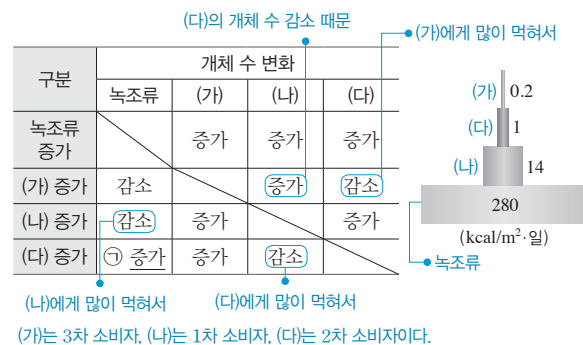 (다)의 개체 수 감소 때문
(가)에게 많이 먹혀서
구분 개체 수 변화
녹조류 (가) (나) (다)
녹조류 증가 증가 증가 증가
(가) 증가 감소 증가 감소
(나) 증가 감소 증가 증가
(다) 증가 ㉠ 증가 증가 감소
(가) 0.2
(다) 1
(나) 14
280
(kcal/m²·일)
녹조류
(나)에게 많이 먹혀서 (다)에게 많이 먹혀서
(가)는 3차 소비자, (나)는 1차 소비자, (다)는 2차 소비자이다.